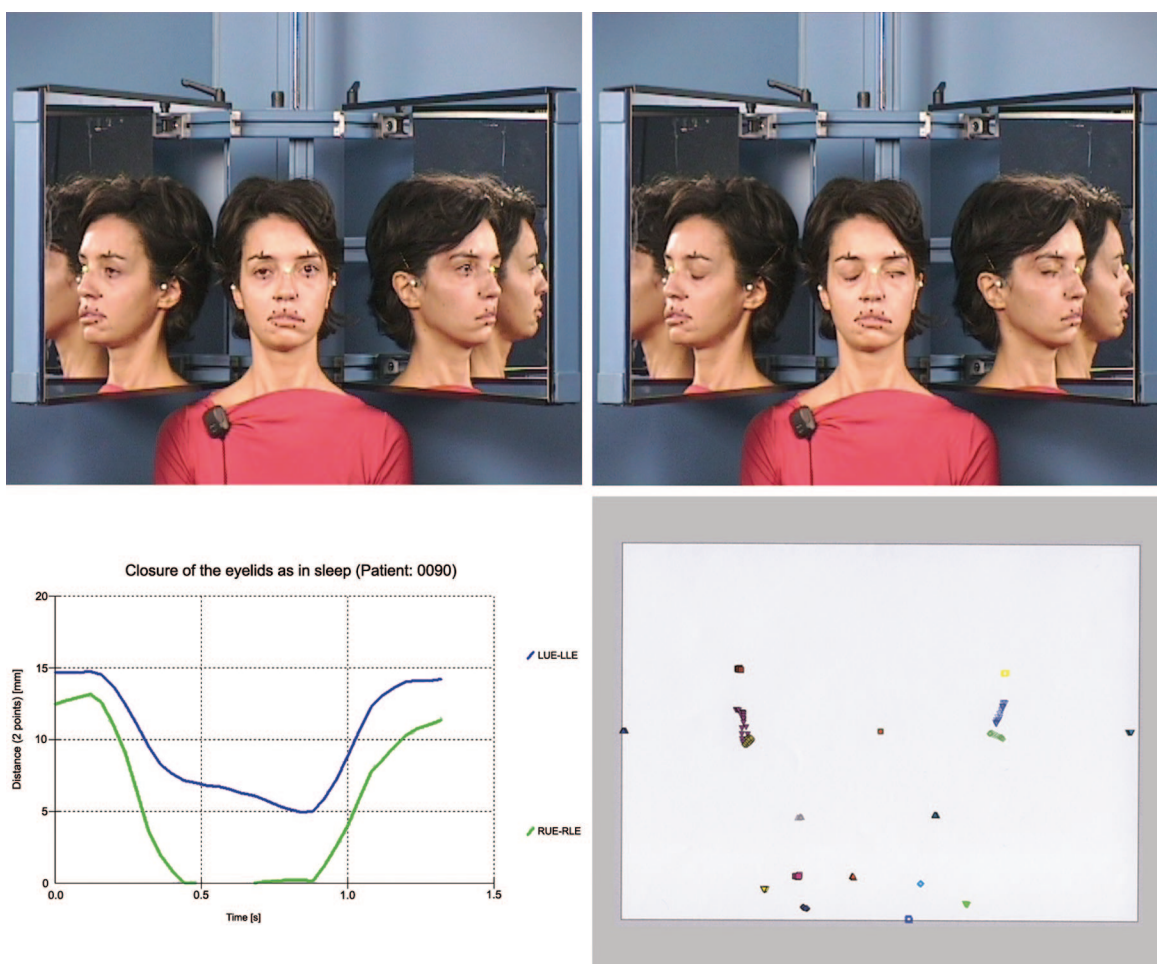 Closure of the eyelids as in sleep (Patient: 0090)
20
15
10
5
0
Distance (2 points) [mm]
0.0 0.5 1.0 1.5
Time [s]
LUE-LLE
RUE-RLE